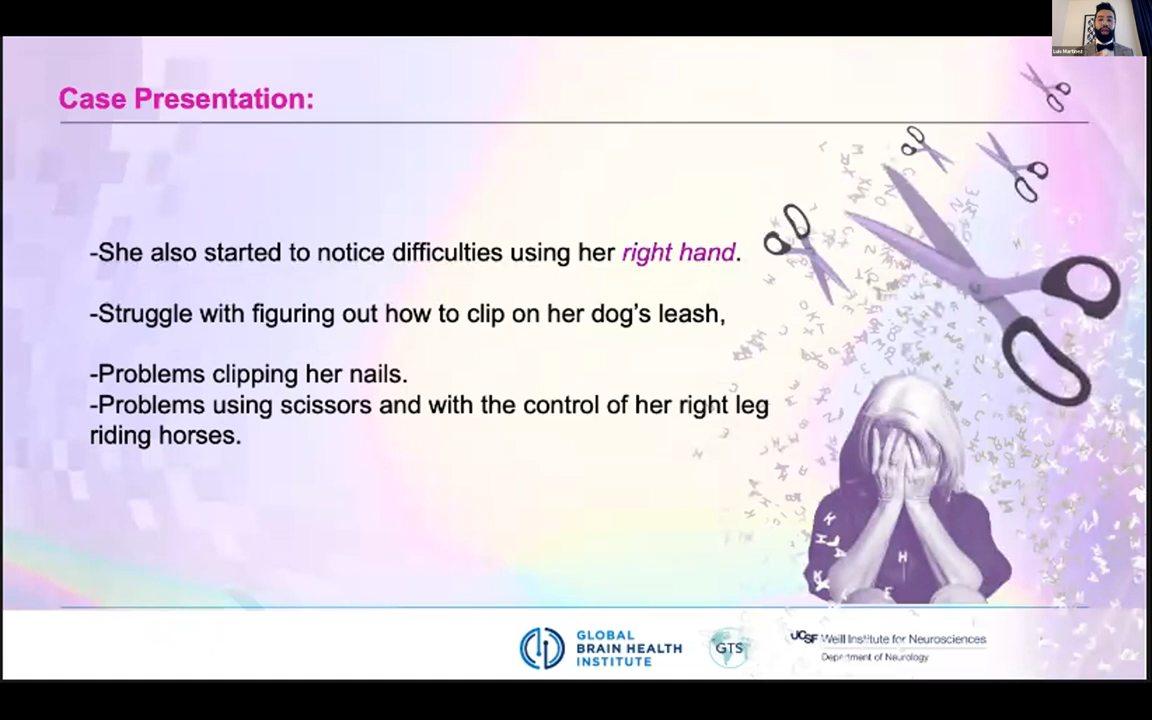 Luis Martinez
Case Presentation:
-She also started to notice difficulties using her right hand.
-Struggle with figuring out how to clip on her dog's leash,
-Problems clipping her nails.
-Problems using scissors and with the control of her right leg
riding horses.
GLOBAL
BRAIN HEALTH
INSTITUTE
GTS
UCSF Weill Institute for Neurosciences
Department of Neurology